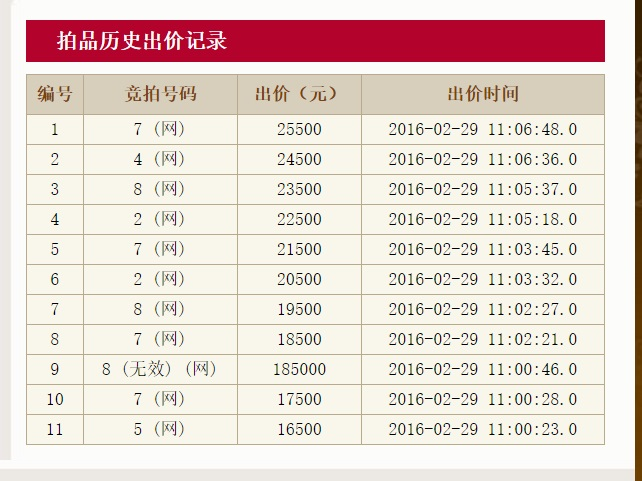 拍品历史出价记录
编号 竞拍号码 出价（元） 出价时间
1 7（网） 25500 2016-02-29 11:06:48.0
2 4（网） 24500 2016-02-29 11:06:36.0
3 8（网） 23500 2016-02-29 11:05:37.0
4 2（网） 22500 2016-02-29 11:05:18.0
5 7（网） 21500 2016-02-29 11:03:45.0
6 2（网） 20500 2016-02-29 11:03:32.0
7 8（网） 19500 2016-02-29 11:02:27.0
8 7（网） 18500 2016-02-29 11:02:21.0
9 8（无效）（网） 185000 2016-02-29 11:00:46.0
10 7（网） 17500 2016-02-29 11:00:28.0
11 5（网） 16500 2016-02-29 11:00:23.0